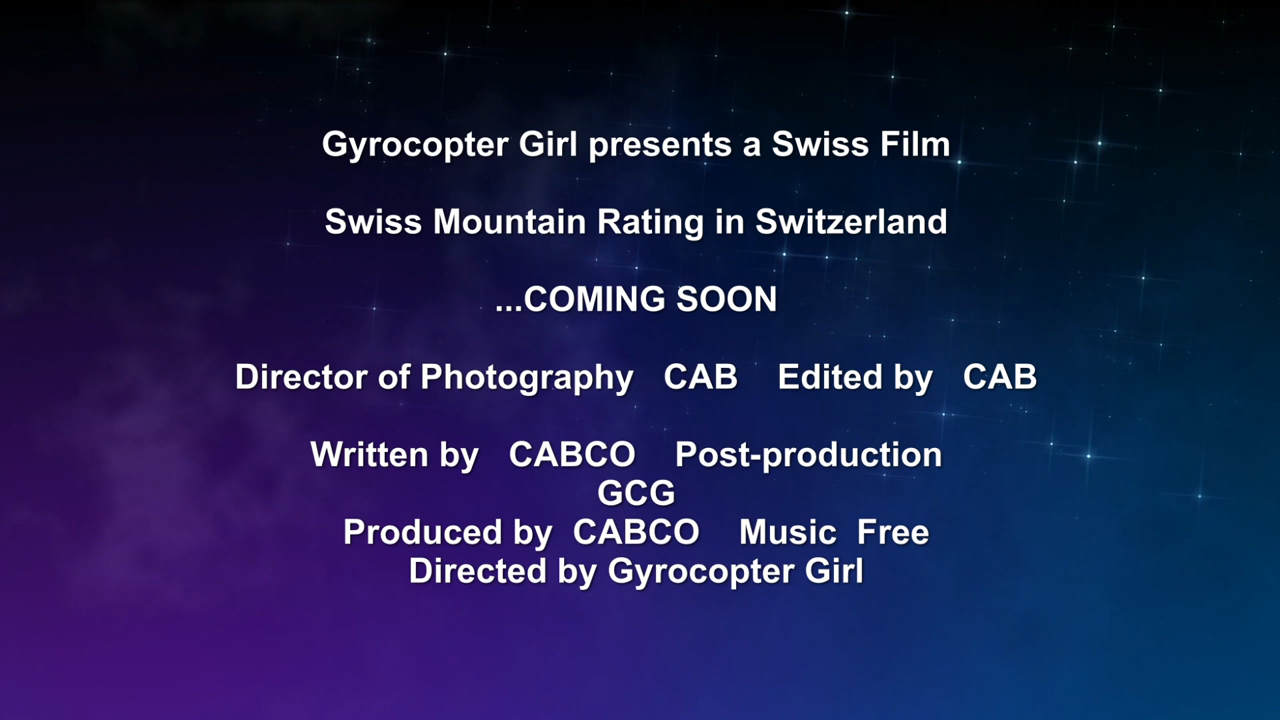 Gyrocopter Girl presents a Swiss Film
Swiss Mountain Rating in Switzerland
...COMING SOON
Director of Photography CAB Edited by CAB
Written by CABCO Post-production
GCG
Produced by CABCO Music Free
Directed by Gyrocopter Girl